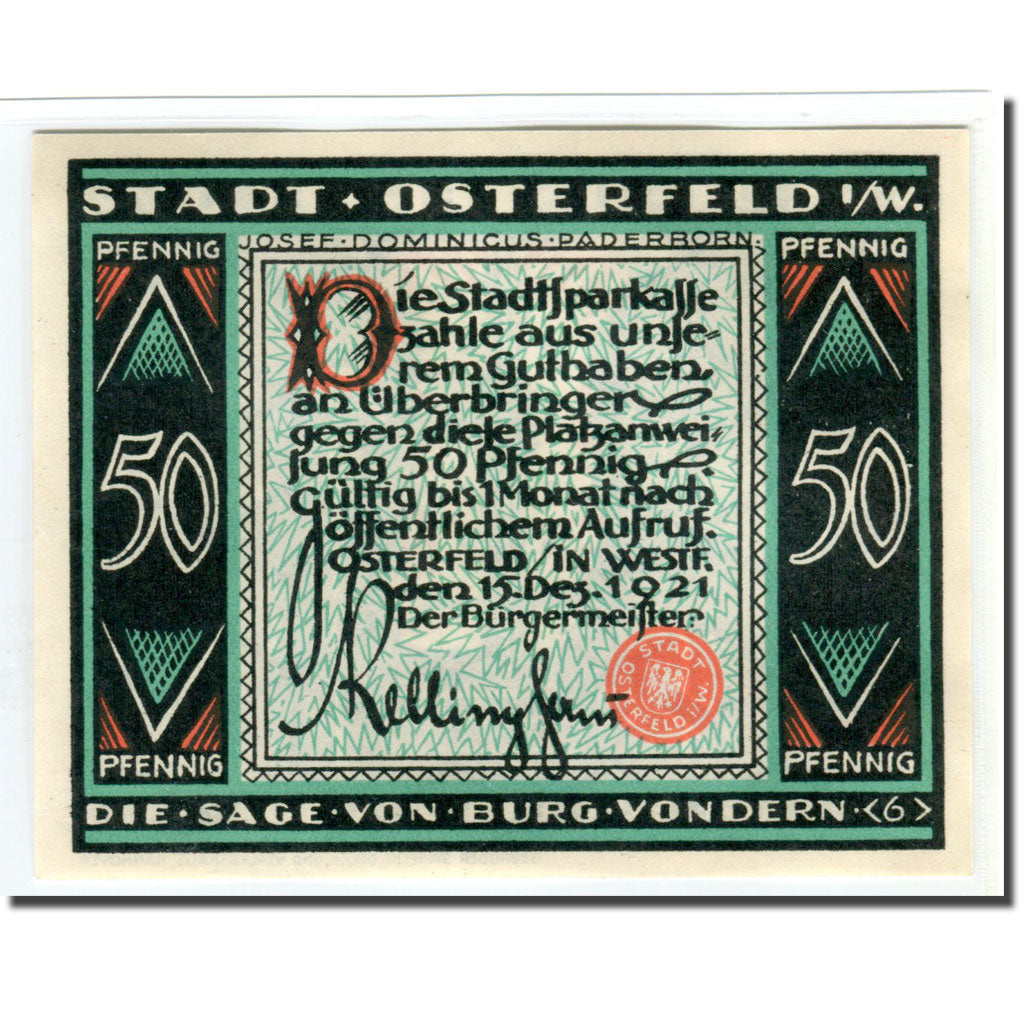 STADT · OSTERFELD I/W.
PFENNIG
JOSEF · DOMINICUS · PADERBORN.
PFENNIG
Die Stadtsparkasse
zahle aus unse-
rem Guthaben,
an Überbringer
gegen diese Platzanwei-
sung 50 Pfennig.
Gültig bis 1 Monat nach
öffentlichem Aufruf.
OSTERFELD / IN WESTF.
den 15. Dez. 1921
Der Bürgermeister:
50
50
STADT OSTERFELD i/W.
PFENNIG
PFENNIG
DIE · SAGE · VON · BURG · VONDERN · <6>